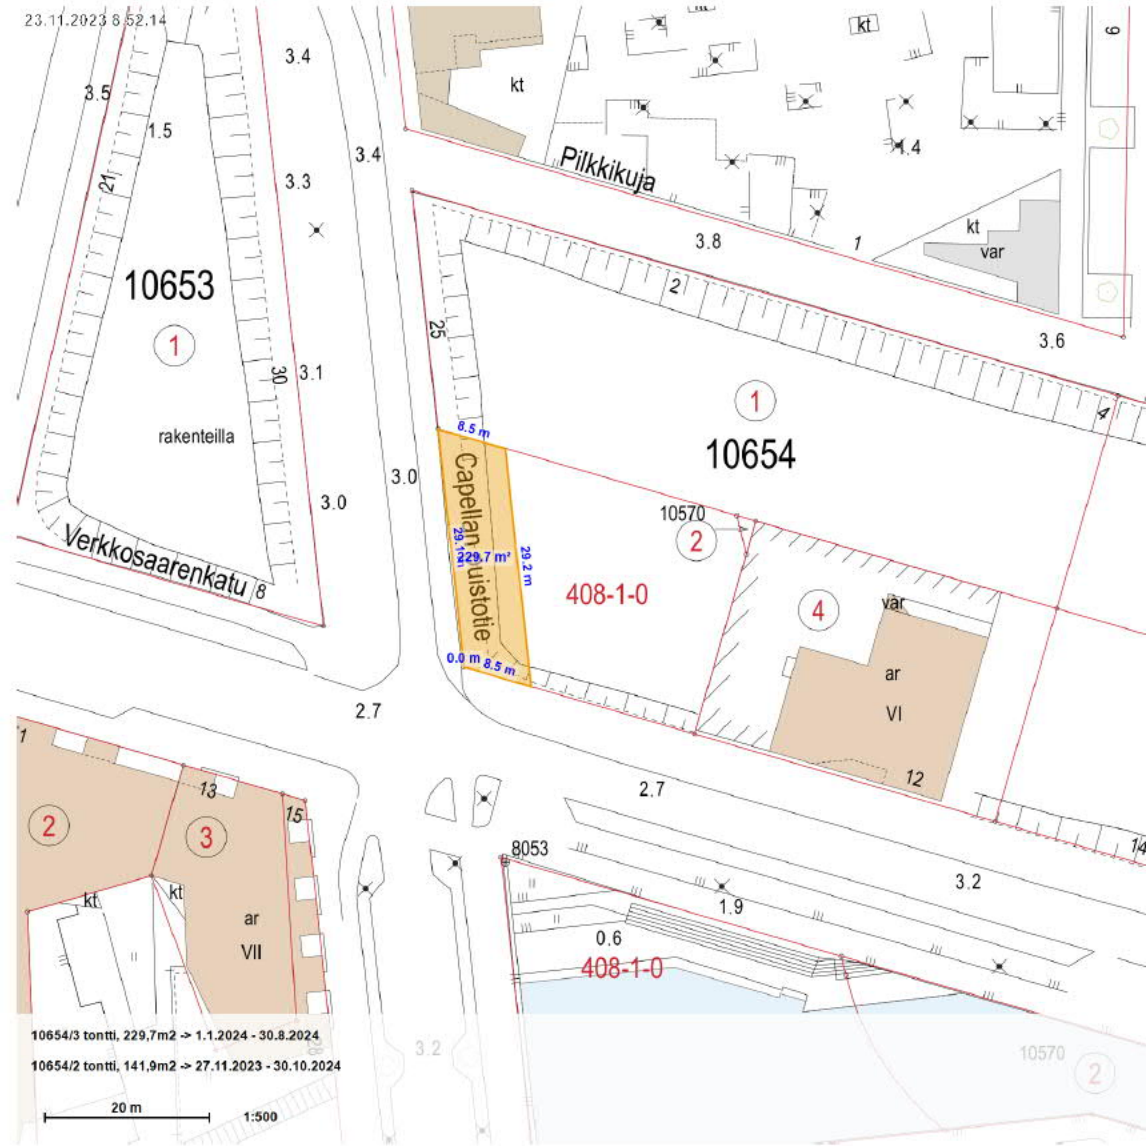 23.11.2023 8.52.14
3.4
kt
kt
9
3.5
1.5
3.4
1.4
Pilkkikuja
21
3.3
kt
1
3.8
var
10653
2
25
3.6
1
30
3.1
1
4
8.5 m
rakenteilla
10654
3.0
3.0
10570
2
Capellan puistotie
29.1 m
229.7 m²
29.2 m
Verkkosaarenkatu
8
408-1-0
4
var
0.0 m
8.5 m
ar
VI
2.7
12
2.7
13
15
2
3
8053
14
3.2
kt
kt
1.9
ar
VII
0.6
408-1-0
10654/3 tontti, 229,7m2 -> 1.1.2024 - 30.8.2024
28
3.2
10570
2
10654/2 tontti, 141,9m2 -> 27.11.2023 - 30.10.2024
20 m
1:500